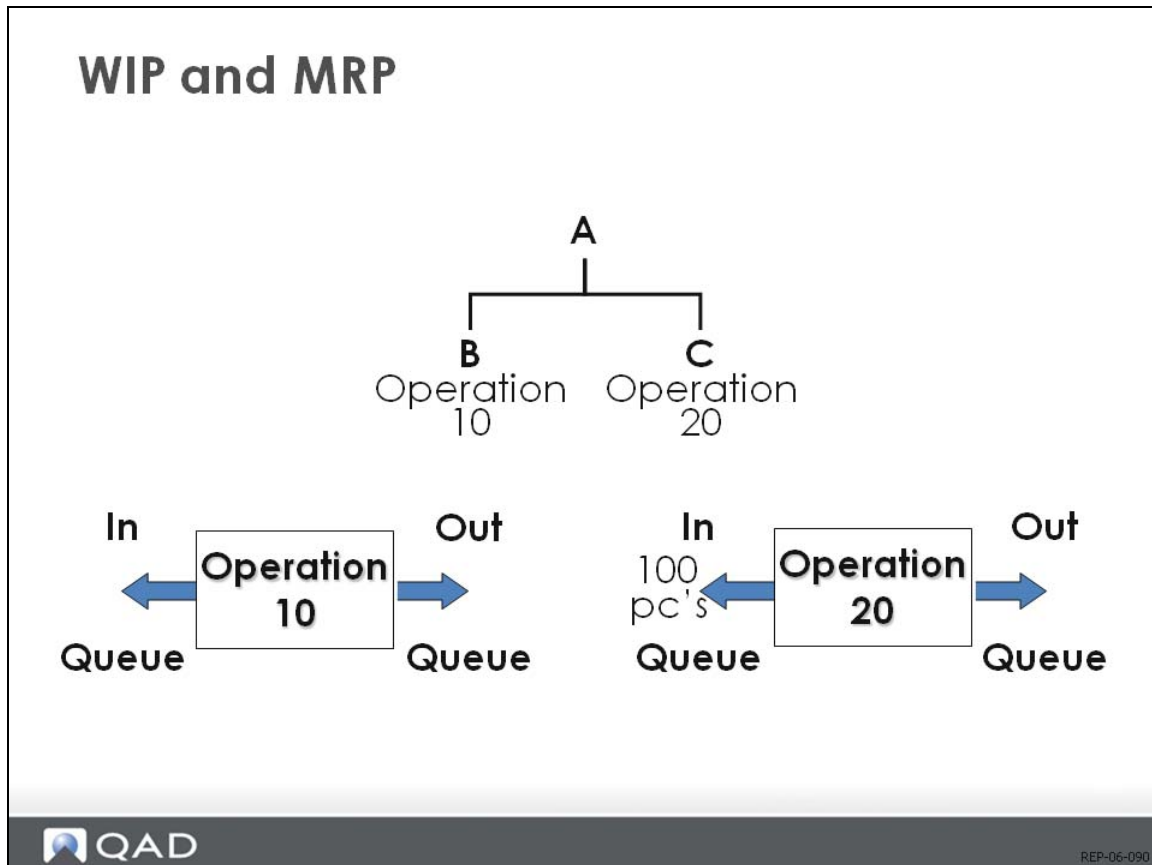 WIP and MRP
A
B
Operation
10
C
Operation
20
In
Queue
Operation
10
Out
Queue
In
100
pc's
Queue
Operation
20
Out
Queue
QAD
REP-06-090